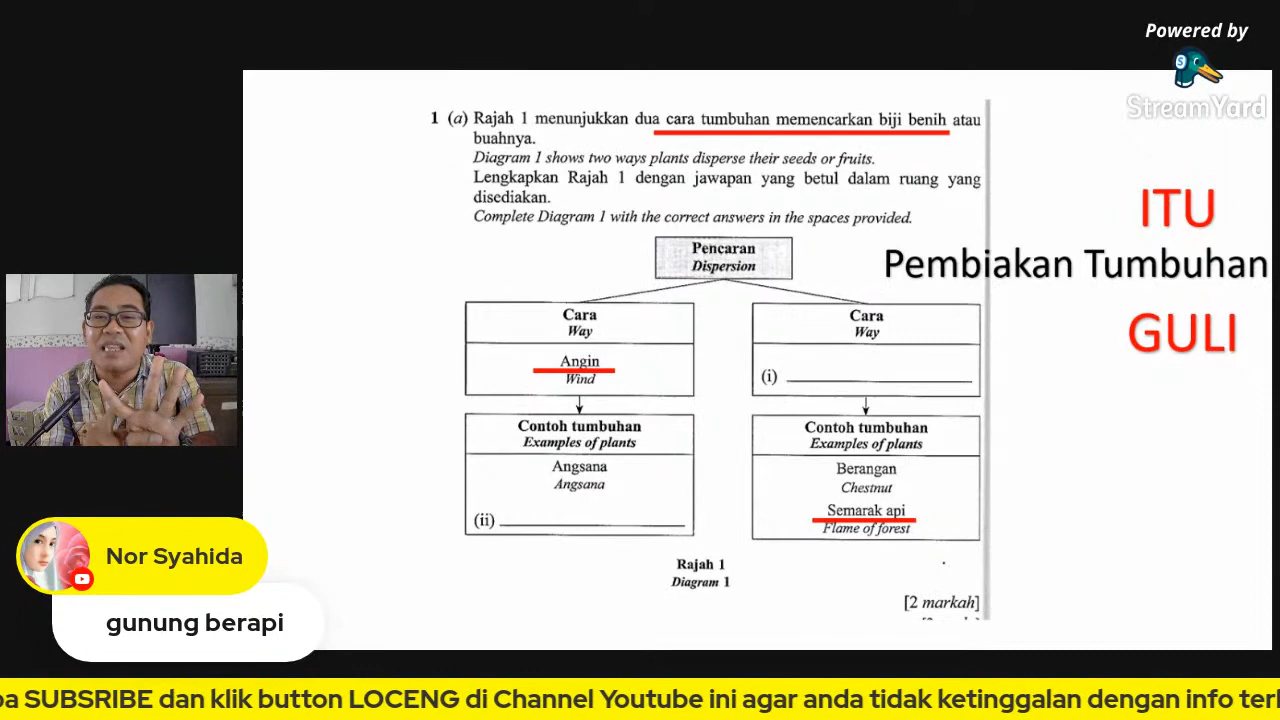 Powered by
StreamYard
1 (a) Rajah 1 menunjukkan dua cara tumbuhan memencarkan biji benih atau
buahnya.
Diagram 1 shows two ways plants disperse their seeds or fruits.
Lengkapkan Rajah 1 dengan jawapan yang betul dalam ruang yang
disediakan.
Complete Diagram 1 with the correct answers in the spaces provided.
ITU
Pembiakan Tumbuhan
GULI
Pencaran
Dispersion
Cara
Way
Angin
Wind
Contoh tumbuhan
Examples of plants
Angsana
Angsana
(ii)
Cara
Way
(i)
Contoh tumbuhan
Examples of plants
Berangan
Chestnut
Semarak api
Flame of forest
Rajah 1
Diagram 1
[2 markah]
Nor Syahida
gunung berapi
SUBSRIBE dan klik button LOCENG di Channel Youtube ini agar anda tidak ketinggalan dengan info